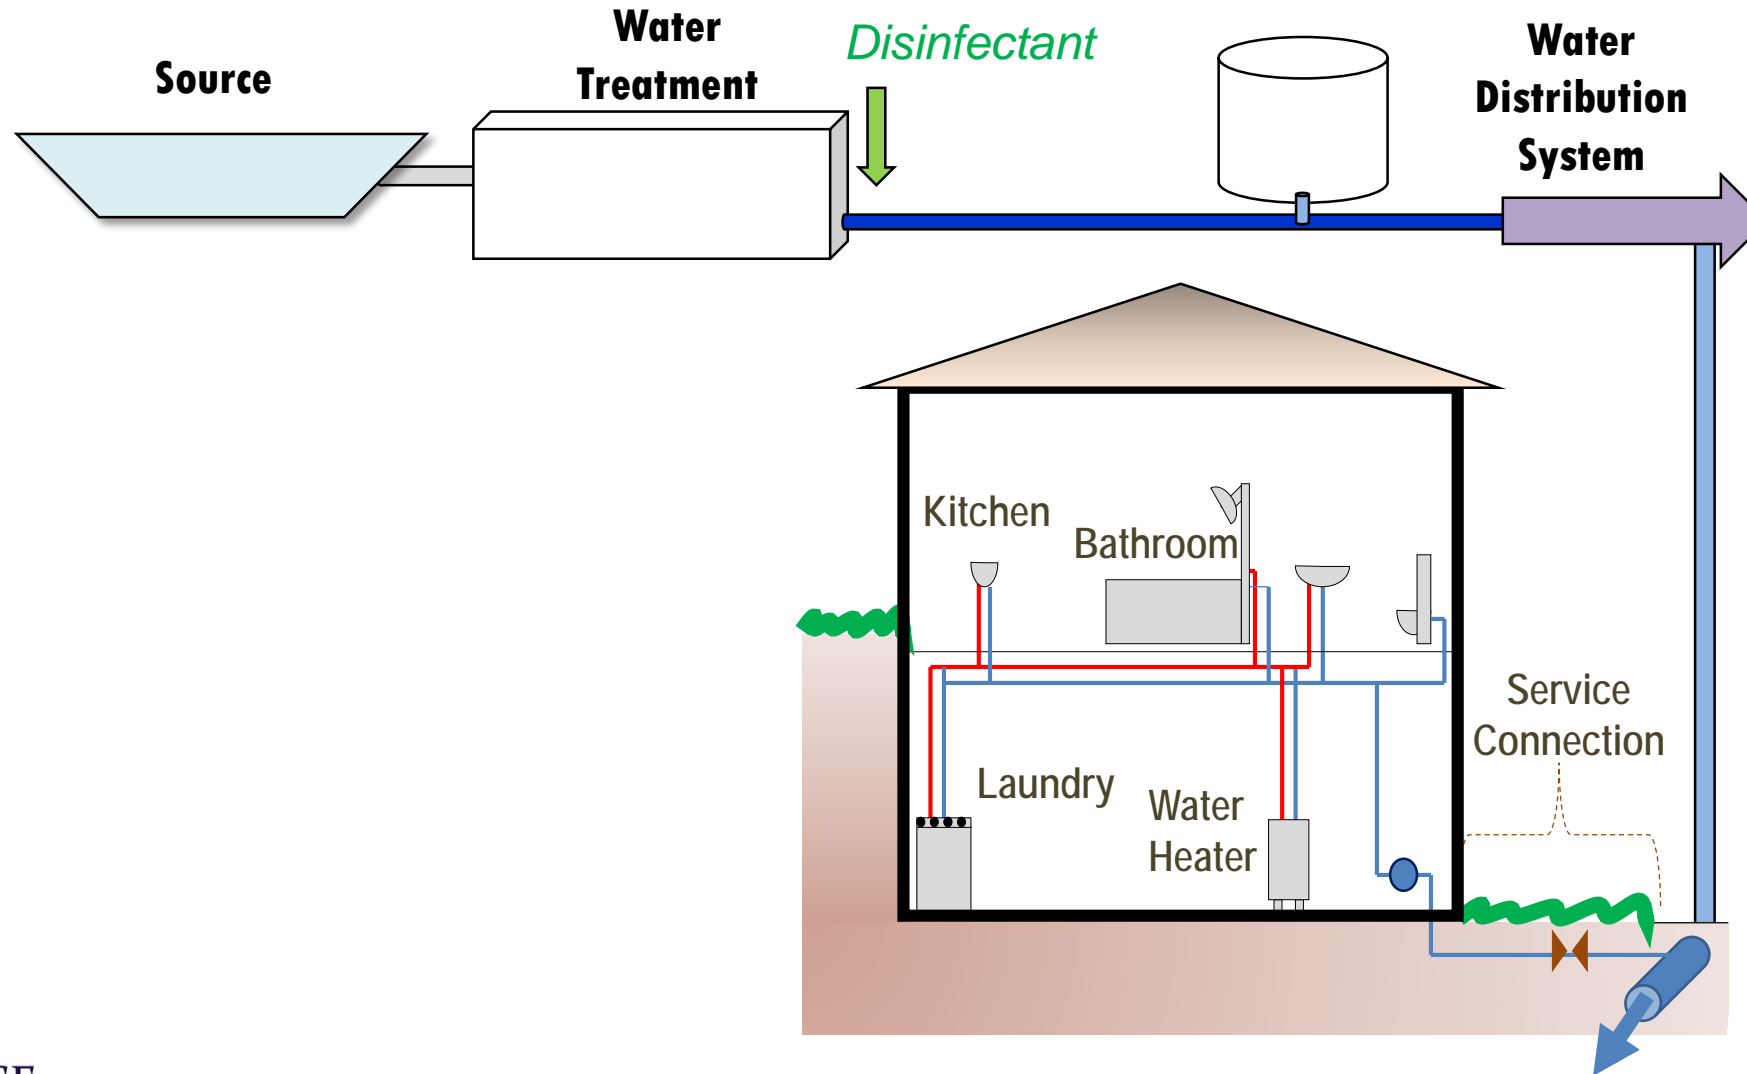 Source
Water
Treatment
Disinfectant
Water
Distribution
System
Kitchen
Bathroom
Service
Connection
Laundry
Water
Heater